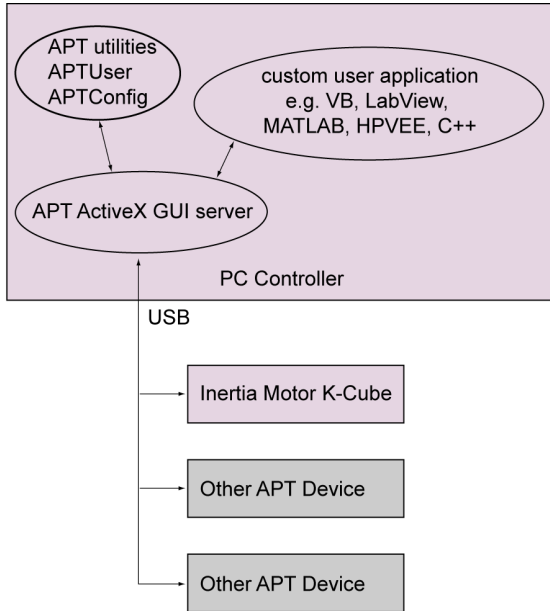 APT utilities
APTUser
APTConfig
custom user application
e.g. VB, LabView,
MATLAB, HPVEE, C++
APT ActiveX GUI server
PC Controller
USB
Inertia Motor K-Cube
Other APT Device
Other APT Device